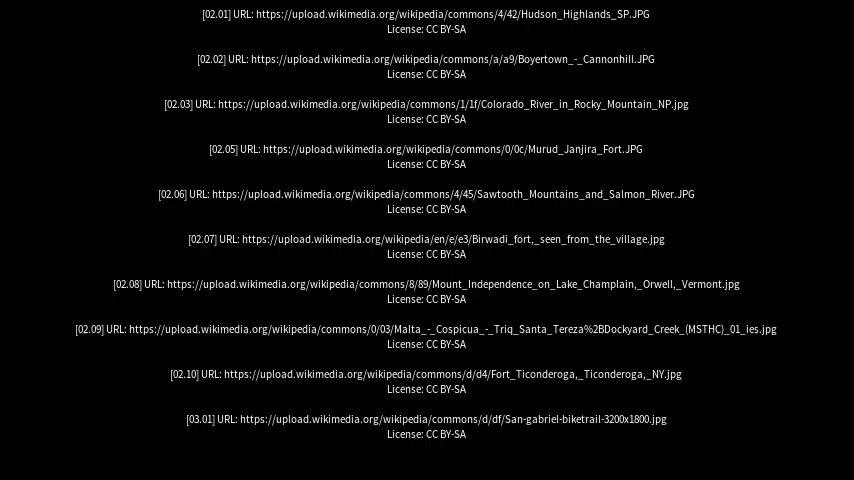 [02.01] URL: https://upload.wikimedia.org/wikipedia/commons/4/42/Hudson_Highlands_SP.JPG
License: CC BY-SA
[02.02] URL: https://upload.wikimedia.org/wikipedia/commons/a/a9/Boyertown_-_Cannonhill.JPG
License: CC BY-SA
[02.03] URL: https://upload.wikimedia.org/wikipedia/commons/1/1f/Colorado_River_in_Rocky_Mountain_NP.jpg
License: CC BY-SA
[02.05] URL: https://upload.wikimedia.org/wikipedia/commons/0/0c/Murud_Janjira_Fort.JPG
License: CC BY-SA
[02.06] URL: https://upload.wikimedia.org/wikipedia/commons/4/45/Sawtooth_Mountains_and_Salmon_River.JPG
License: CC BY-SA
[02.07] URL: https://upload.wikimedia.org/wikipedia/en/e/e3/Birwadi_fort,_seen_from_the_village.jpg
License: CC BY-SA
[02.08] URL: https://upload.wikimedia.org/wikipedia/commons/8/89/Mount_Independence_on_Lake_Champlain,_Orwell,_Vermont.jpg
License: CC BY-SA
[02.09] URL: https://upload.wikimedia.org/wikipedia/commons/0/03/Malta_-_Cospicua_-_Triq_Santa_Tereza%2BDockyard_Creek_(MSTHC)_01_ies.jpg
License: CC BY-SA
[02.10] URL: https://upload.wikimedia.org/wikipedia/commons/d/d4/Fort_Ticonderoga,_Ticonderoga,_NY.jpg
License: CC BY-SA
[03.01] URL: https://upload.wikimedia.org/wikipedia/commons/d/df/San-gabriel-biketrail-3200x1800.jpg
License: CC BY-SA